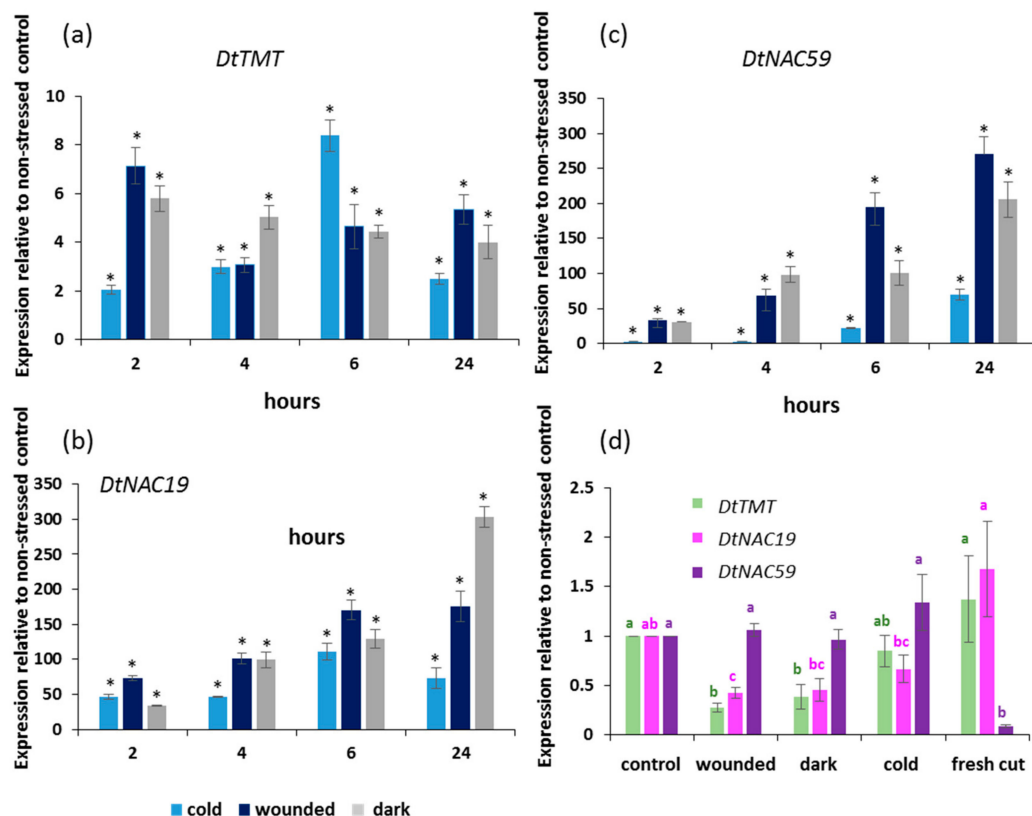 (a)
DtTMT
Expression relative to non-stressed control
10
8
6
4
2
0
* * * * * * * * * * * *
2 4 6 24
hours
(c)
DtNAC59
Expression relative to non-stressed control
350
300
250
200
150
100
50
0
* * * * * * * * * * * *
2 4 6 24
hours
(b)
DtNAC19
hours
Expression relative to non-stressed control
350
300
250
200
150
100
50
0
* * * * * * * * * * * *
2 4 6 24
cold wounded dark
(d)
Expression relative to non-stressed control
2.5
2
1.5
1
0.5
0
DtTMT
DtNAC19
DtNAC59
a ab a b c a b bc a ab bc a a a b
control wounded dark cold fresh cut